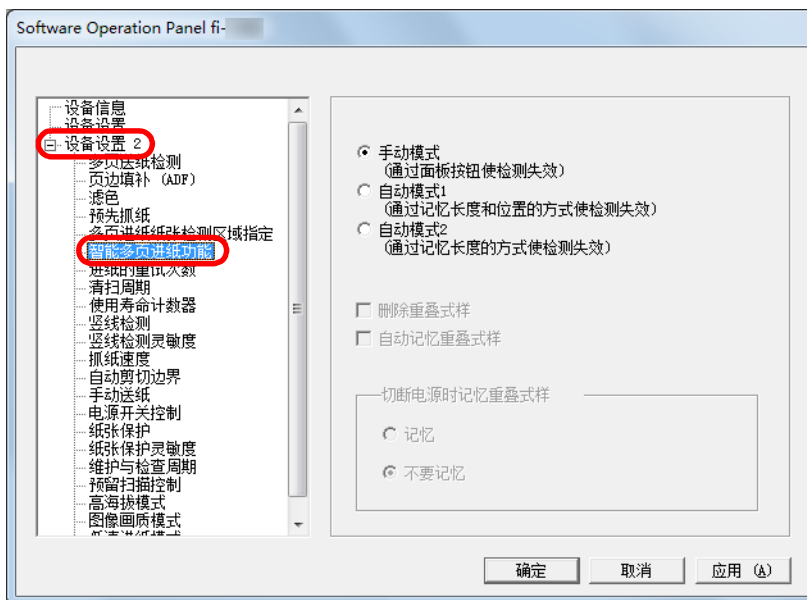 Software Operation Panel fi-
设备信息
设备设置
设备设置 2
多页送纸检测
页边填补 (ADF)
滤色
预先抓纸
多页进纸纸张检测区域指定
智能多页进纸功能
进纸的重试次数
清扫周期
使用寿命计数器
竖线检测
竖线检测灵敏度
抓纸速度
自动剪切边界
手动送纸
电源开关控制
纸张保护
纸张保护灵敏度
维护与检查周期
预留扫描控制
高海拔模式
图像画质模式
手动模式
(通过面板按钮使检测失效)
自动模式1
(通过记忆长度和位置的方式使检测失效)
自动模式2
(通过记忆长度的方式使检测失效)
删除重叠式样
自动记忆重叠式样
切断电源时记忆重叠式样
记忆
不要记忆
确定
取消
应用 (A)